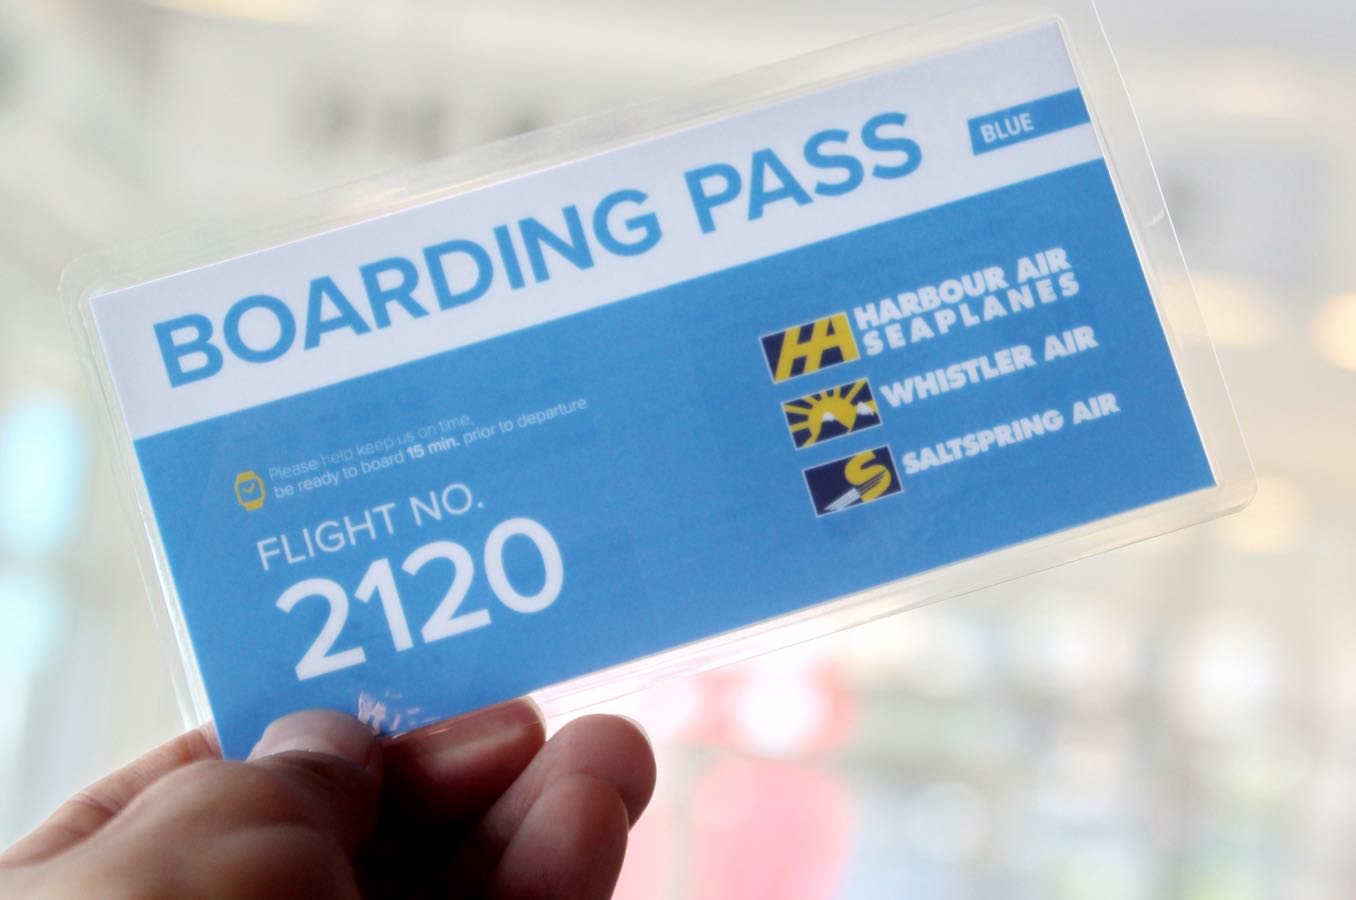 BOARDING PASS
BLUE
Please help keep us on time,
be ready to board 15 min. prior to departure
FLIGHT NO.
2120
HA
HARBOUR AIR
SEAPLANES
WHISTLER AIR
S
SALTSPRING AIR